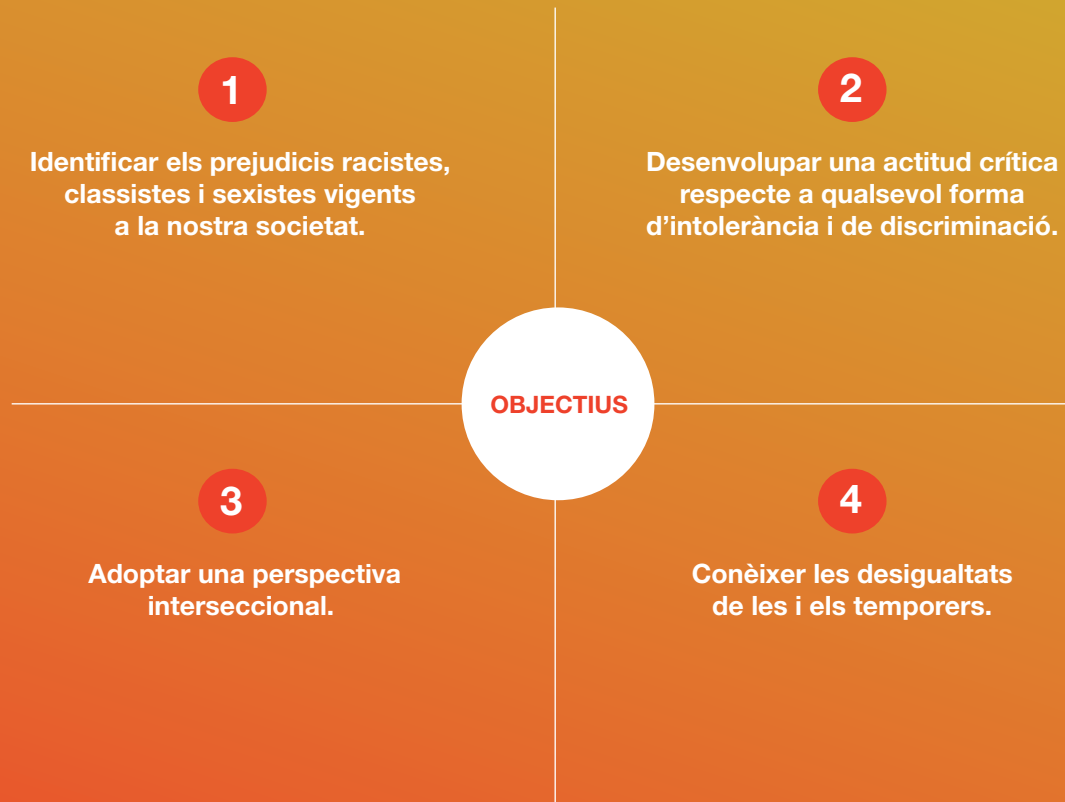 1
Identificar els prejudicis racistes,
classistes i sexistes vigents
a la nostra societat.
2
Desenvolupar una actitud crítica
respecte a qualsevol forma
d’intolerància i de discriminació.
OBJECTIUS
3
Adoptar una perspectiva
interseccional.
4
Conèixer les desigualtats
de les i els temporers.